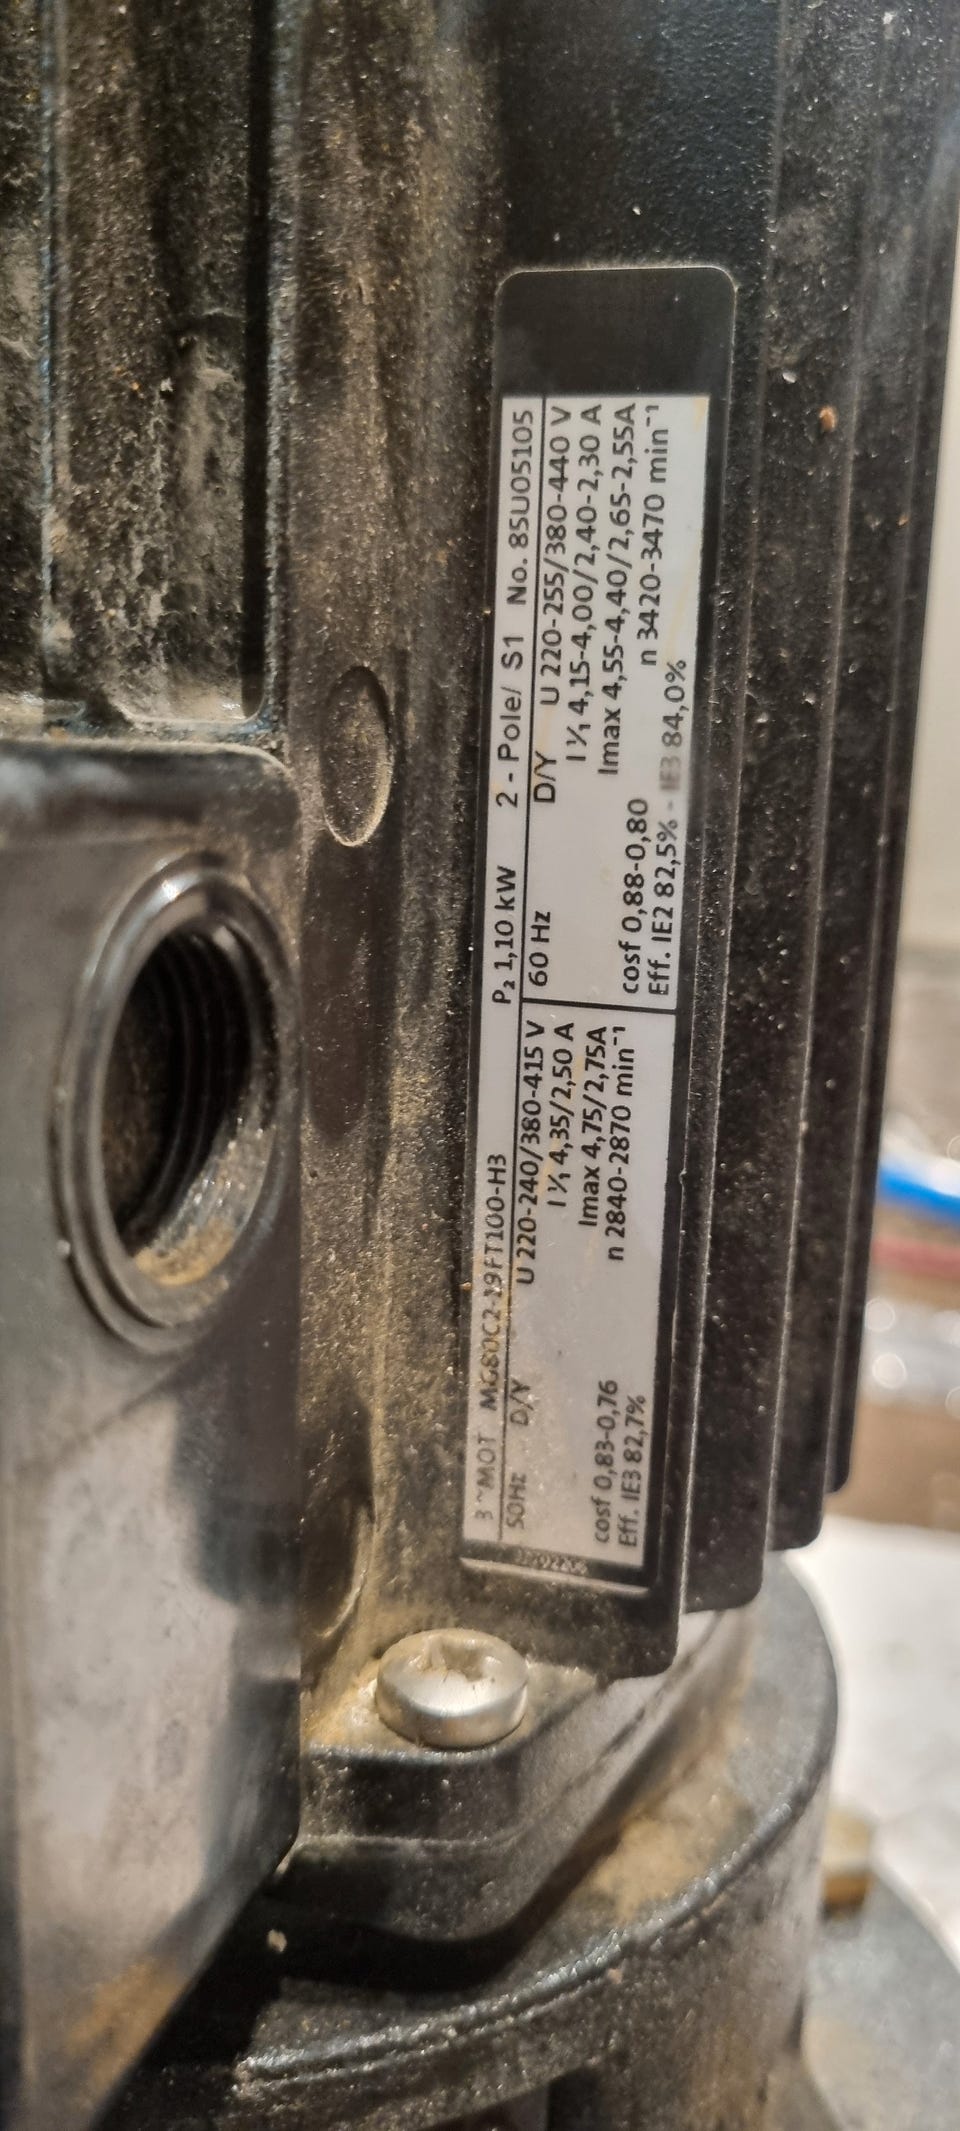 3~MOT MG80C2-19FT100-H3 P₂ 1,10 kW 2 - Pole/ S1 No. 85U05105
50Hz D/Y U 220-240/380-415 V
I 1/1 4,35/2,50 A
Imax 4,75/2,75A
n 2840-2870 min⁻¹
cosf 0,83-0,76
Eff. IE3 82,7%
60 Hz D/Y U 220-255/380-440 V
I 1/1 4,15-4,00/2,40-2,30 A
Imax 4,55-4,40/2,65-2,55A
n 3420-3470 min⁻¹
cosf 0,88-0,80
Eff. IE2 82,5% - IE3 84,0%